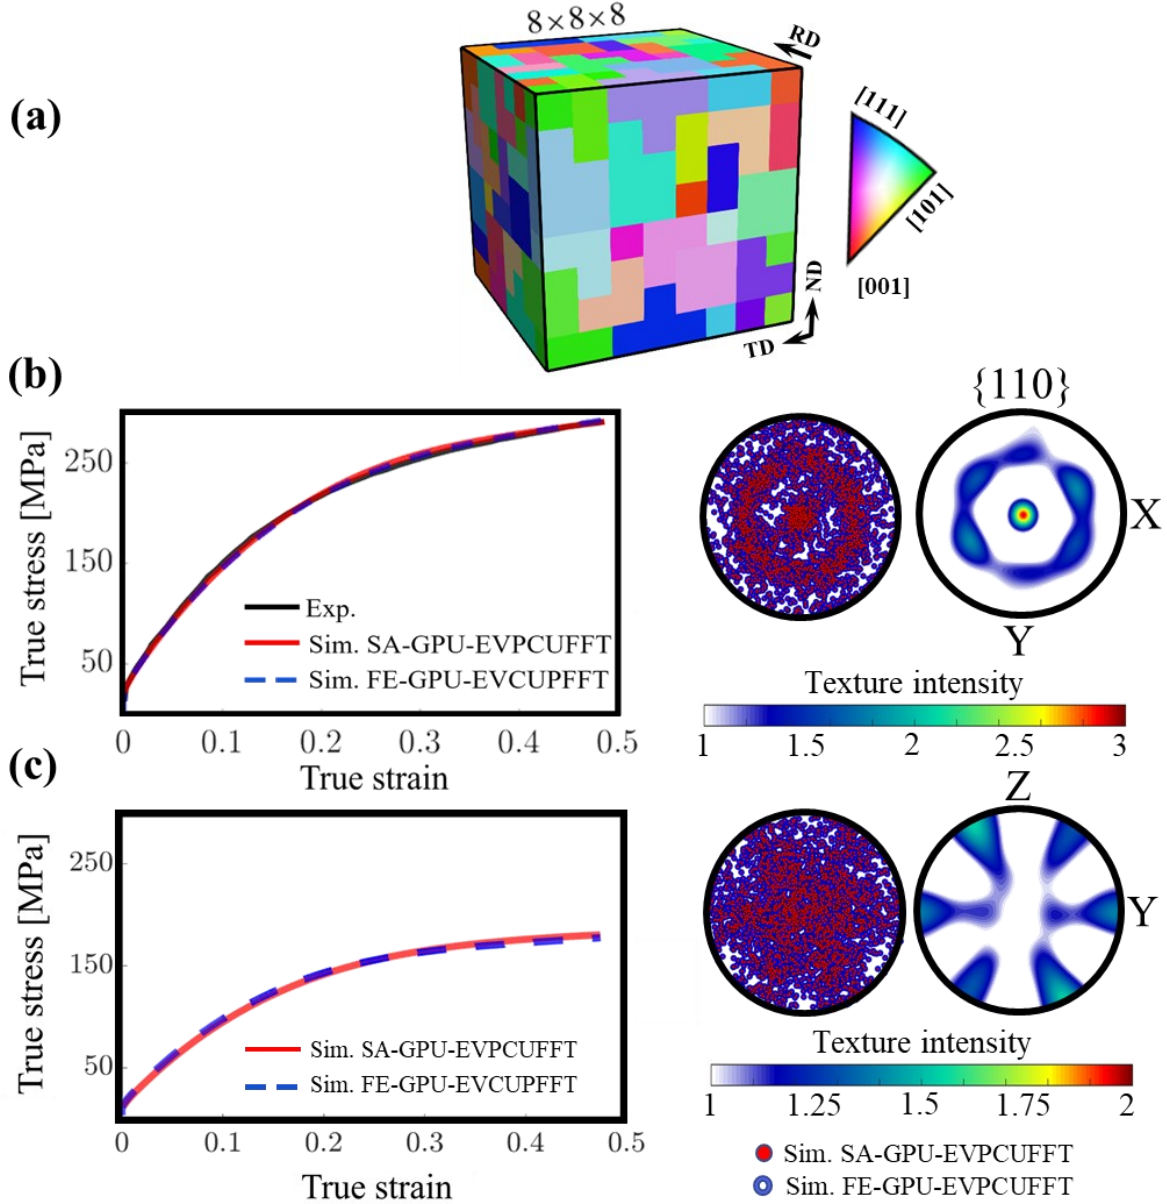 (a)
8×8×8
RD
[111]
[101]
[001]
ND
TD
(b)
True stress [MPa]
250
150
50
Exp.
Sim. SA-GPU-EVPCUFFT
Sim. FE-GPU-EVCUPFFT
0 0.1 0.2 0.3 0.4 0.5
True strain
{110}
X
Y
Texture intensity
1 1.5 2 2.5 3
(c)
True stress [MPa]
250
150
50
Sim. SA-GPU-EVPCUFFT
Sim. FE-GPU-EVCUPFFT
0 0.1 0.2 0.3 0.4 0.5
True strain
Z
Y
Texture intensity
1 1.25 1.5 1.75 2
Sim. SA-GPU-EVPCUFFT
Sim. FE-GPU-EVPCUFFT